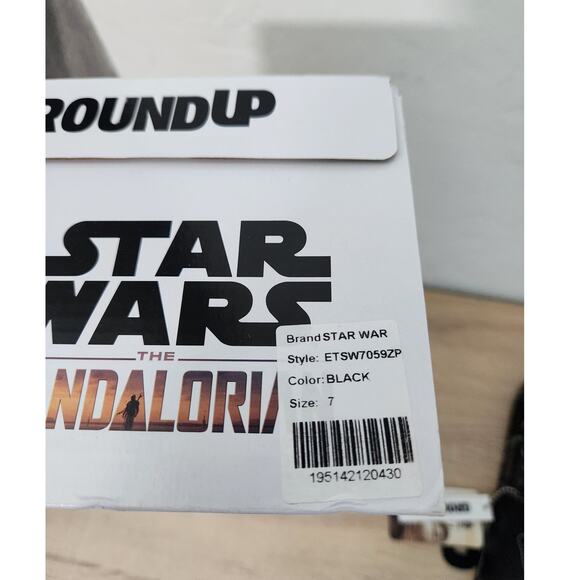 ROUNDUP
STAR
WARS
THE
NDALORIA
Brand STAR WAR
Style: ETSW7059ZP
Color: BLACK
Size: 7
195142120430